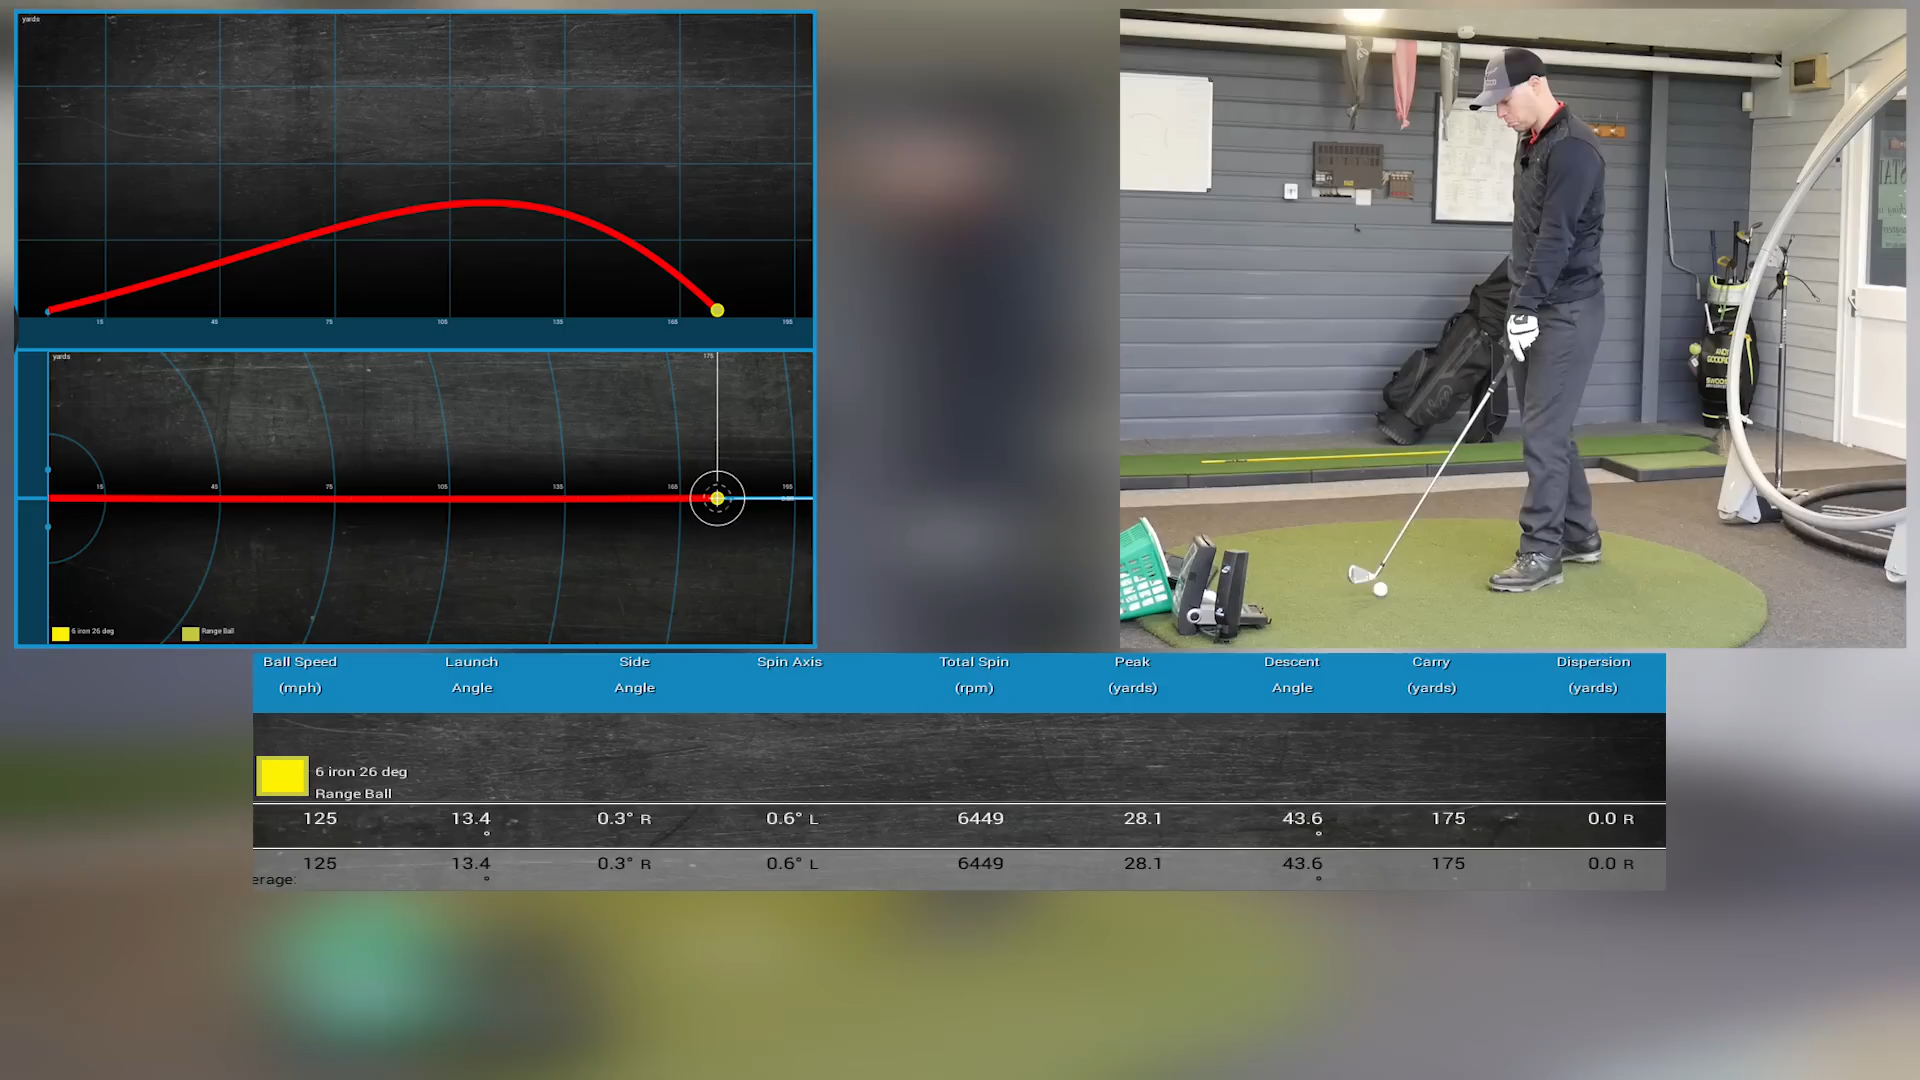 yards
15 45 75 105 135 165 195
yards
175
15 45 75 105 135 165 195
6 iron 26 deg Range Ball
Ball Speed Launch Side Spin Axis Total Spin Peak Descent Carry Dispersion
(mph) Angle Angle (rpm) (yards) Angle (yards) (yards)
6 iron 26 deg
Range Ball
125 13.4 ° 0.3° R 0.6° L 6449 28.1 43.6 ° 175 0.0 R
125 13.4 ° 0.3° R 0.6° L 6449 28.1 43.6 ° 175 0.0 R
erage: